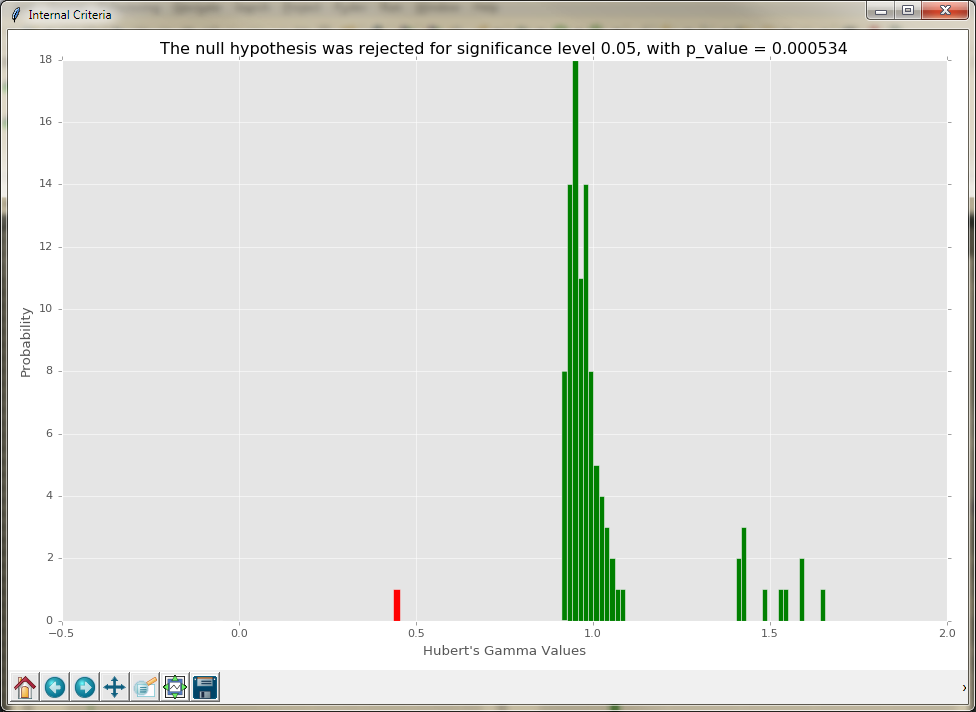 Internal Criteria
The null hypothesis was rejected for significance level 0.05, with p_value = 0.000534
18
16
14
12
10
8
6
4
2
0
Probability
−0.5 0.0 0.5 1.0 1.5 2.0
Hubert's Gamma Values